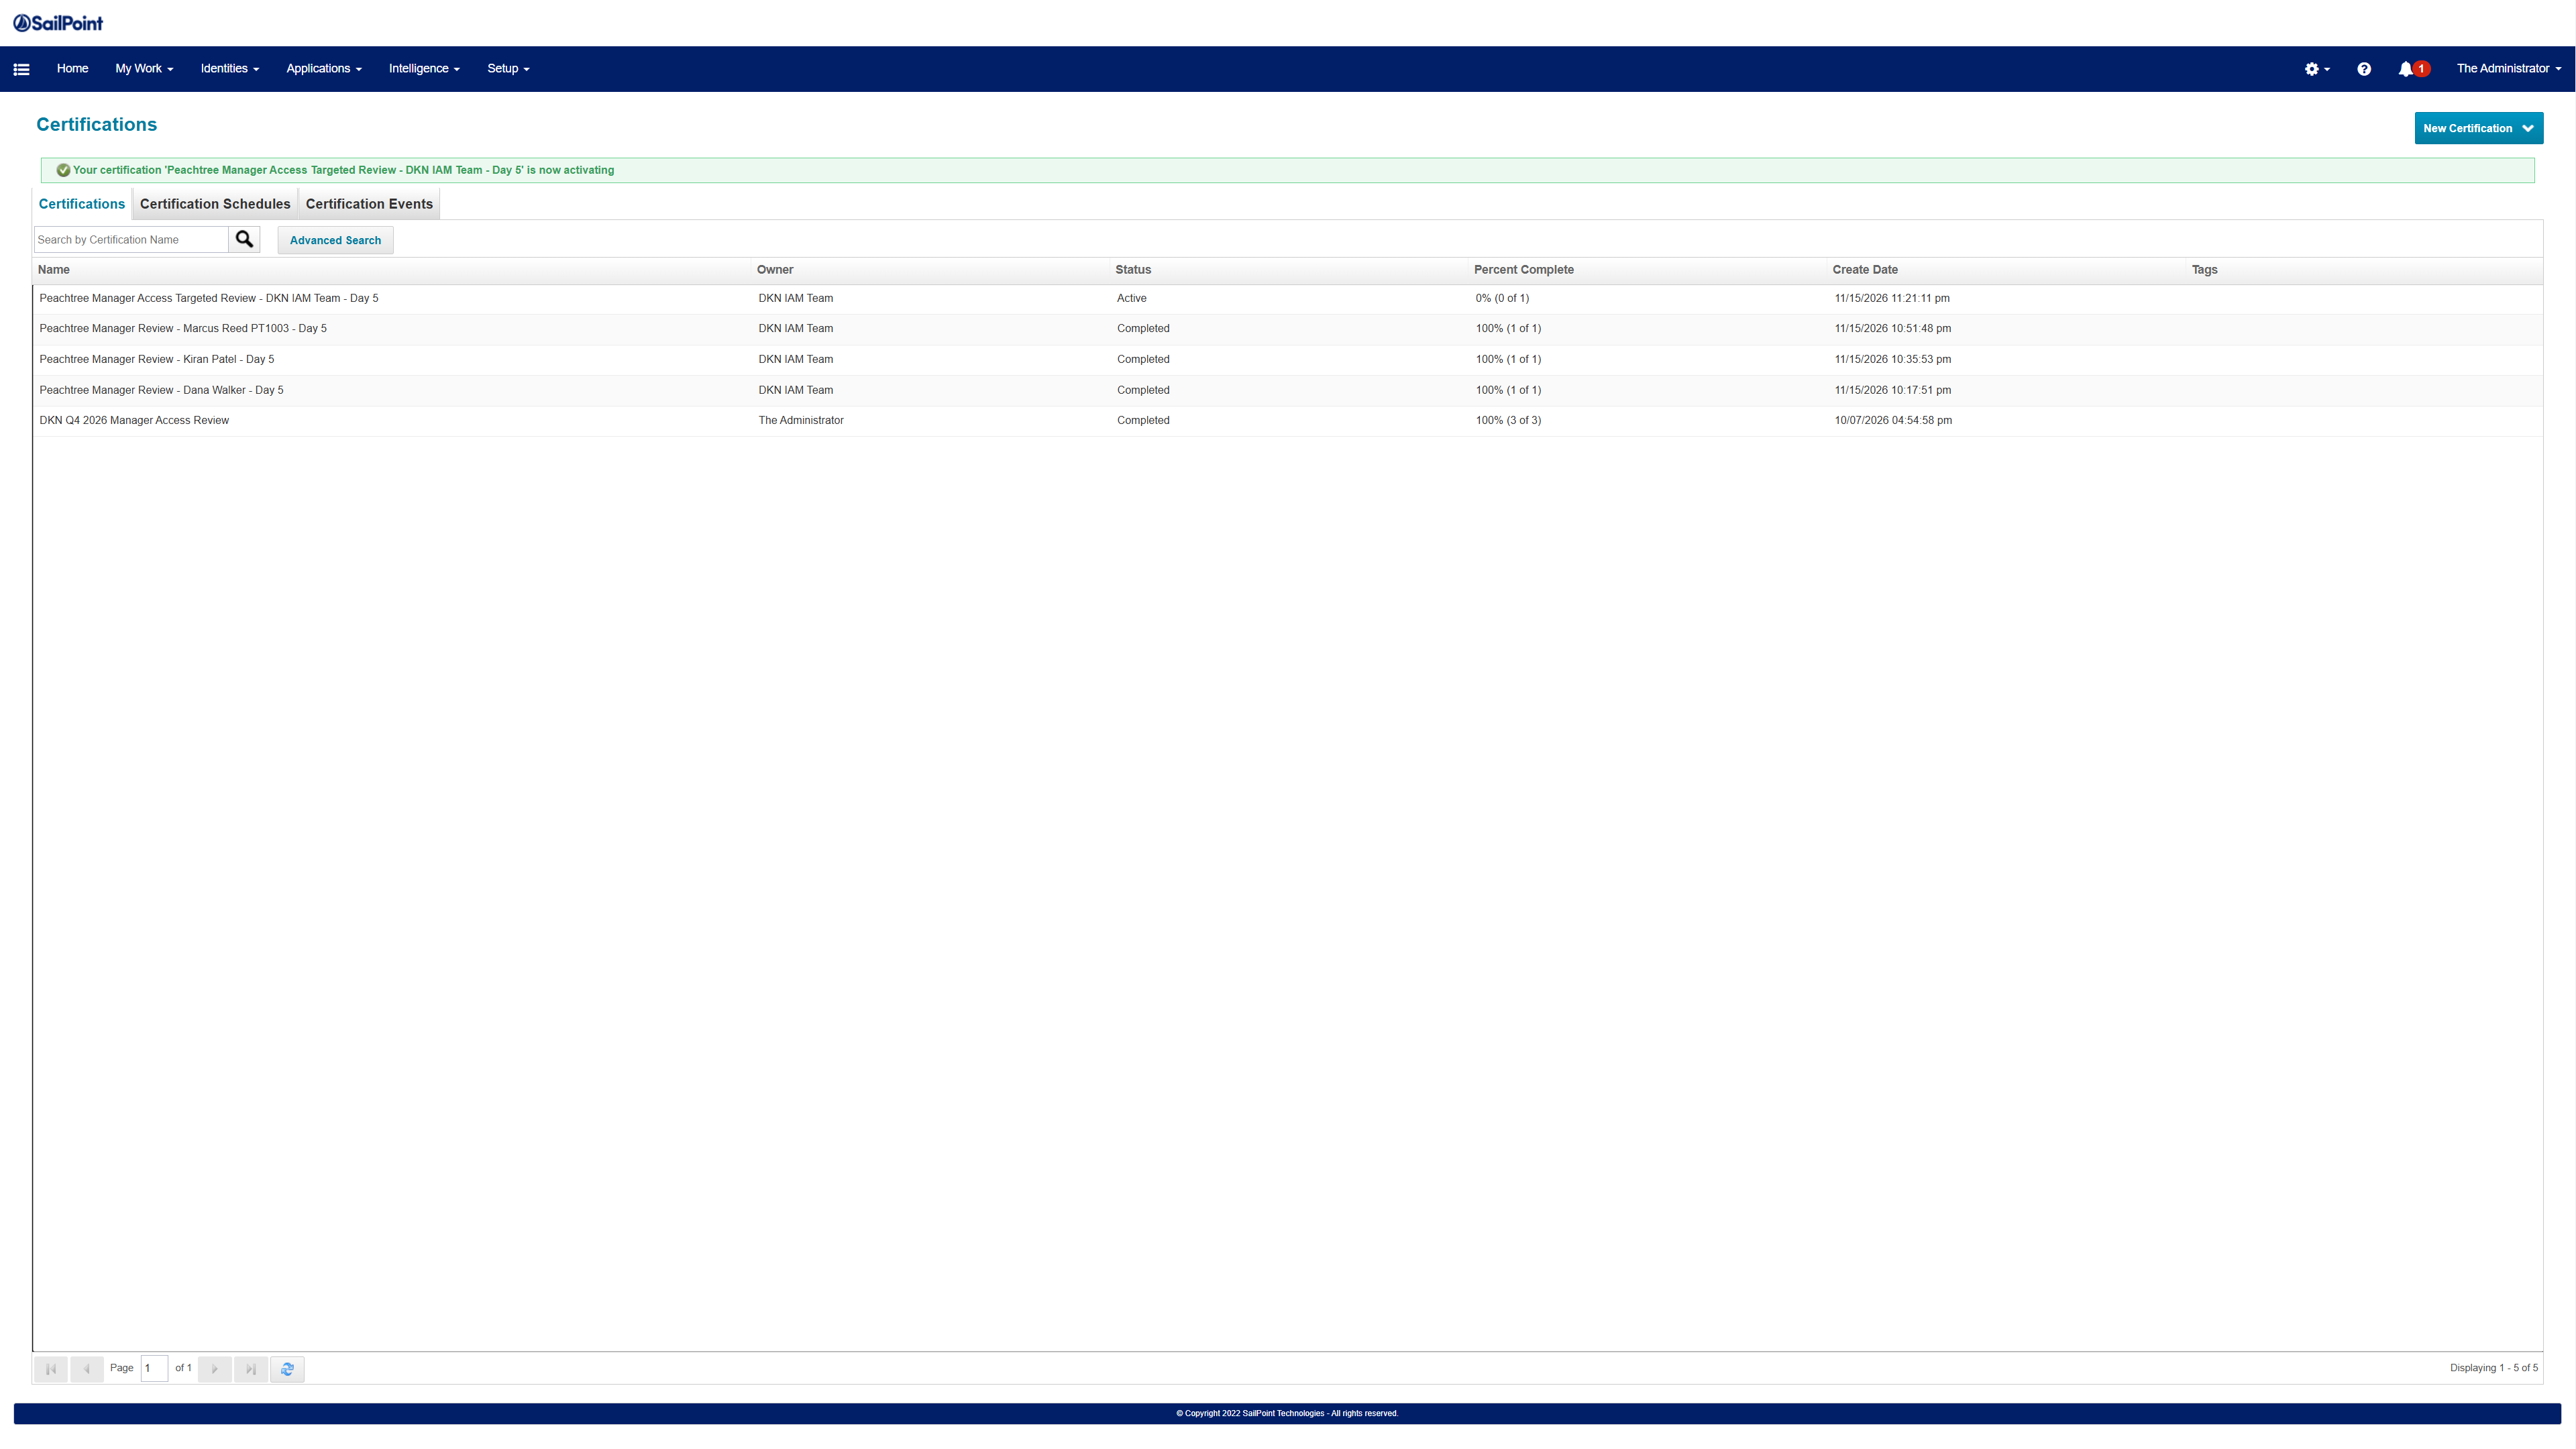 SailPoint
Home My Work Identities Applications Intelligence Setup 1 The Administrator
Certifications
New Certification
Your certification 'Peachtree Manager Access Targeted Review - DKN IAM Team - Day 5' is now activating
Certifications Certification Schedules Certification Events
Search by Certification Name Advanced Search
Name Owner Status Percent Complete Create Date Tags
Peachtree Manager Access Targeted Review - DKN IAM Team - Day 5 DKN IAM Team Active 0% (0 of 1) 11/15/2026 11:21:11 pm
Peachtree Manager Review - Marcus Reed PT1003 - Day 5 DKN IAM Team Completed 100% (1 of 1) 11/15/2026 10:51:48 pm
Peachtree Manager Review - Kiran Patel - Day 5 DKN IAM Team Completed 100% (1 of 1) 11/15/2026 10:35:53 pm
Peachtree Manager Review - Dana Walker - Day 5 DKN IAM Team Completed 100% (1 of 1) 11/15/2026 10:17:51 pm
DKN Q4 2026 Manager Access Review The Administrator Completed 100% (3 of 3) 10/07/2026 04:54:58 pm
Page 1 of 1 Displaying 1 - 5 of 5
© Copyright 2022 SailPoint Technologies - All rights reserved.